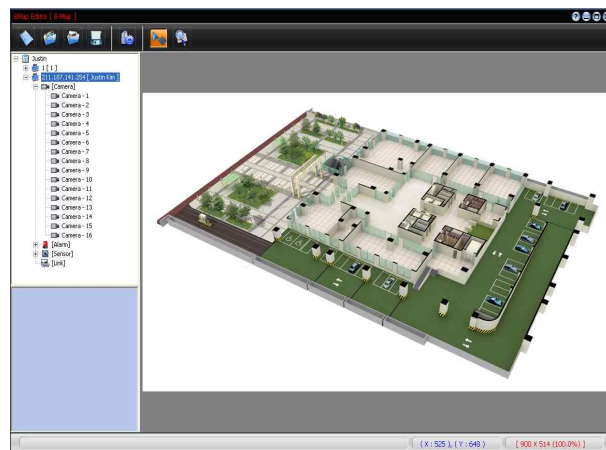 EMap Editor [ E-Map ]
Justin
1 [ 1 ]
211.187.141.254 [ Justin Kim ]
[Camera]
Camera - 1
Camera - 2
Camera - 3
Camera - 4
Camera - 5
Camera - 6
Camera - 7
Camera - 8
Camera - 9
Camera - 10
Camera - 11
Camera - 12
Camera - 13
Camera - 14
Camera - 15
Camera - 16
[Alarm]
[Sensor]
[Link]
( X : 525 ), ( Y : 648 )
[ 900 X 514 (100.0%) ]